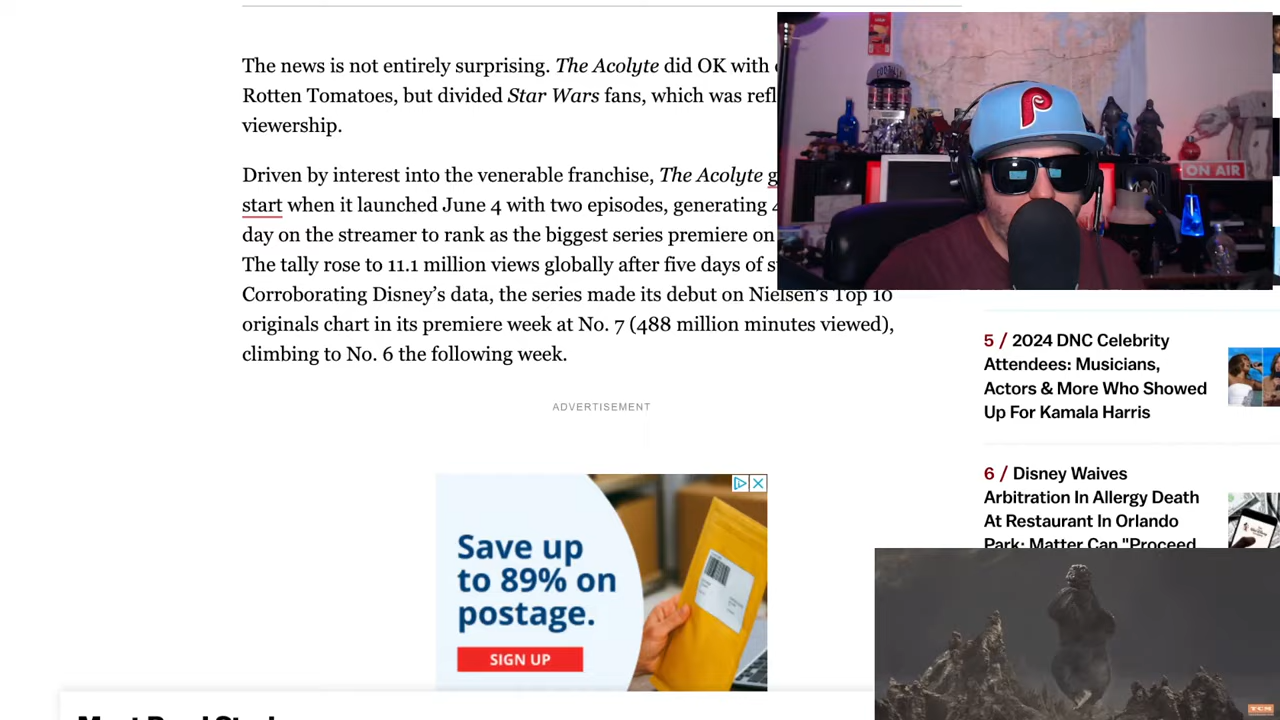 The news is not entirely surprising. The Acolyte did OK with
Rotten Tomatoes, but divided Star Wars fans, which was
viewership.
Driven by interest into the venerable franchise, The Acolyte
start when it launched June 4 with two episodes, generating
day on the streamer to rank as the biggest series premiere on
The tally rose to 11.1 million views globally after five days of
Corroborating Disney's data, the series made its debut on Nielsen's Top 10
originals chart in its premiere week at No. 7 (488 million minutes viewed),
climbing to No. 6 the following week.
ADVERTISEMENT
Save up
to 89% on
postage.
SIGN UP
P
ON AIR
5 / 2024 DNC Celebrity
Attendees: Musicians,
Actors & More Who Showed
Up For Kamala Harris
6 / Disney Waives
Arbitration In Allergy Death
At Restaurant In Orlando
Park: Matter Can "Proceed
TCM